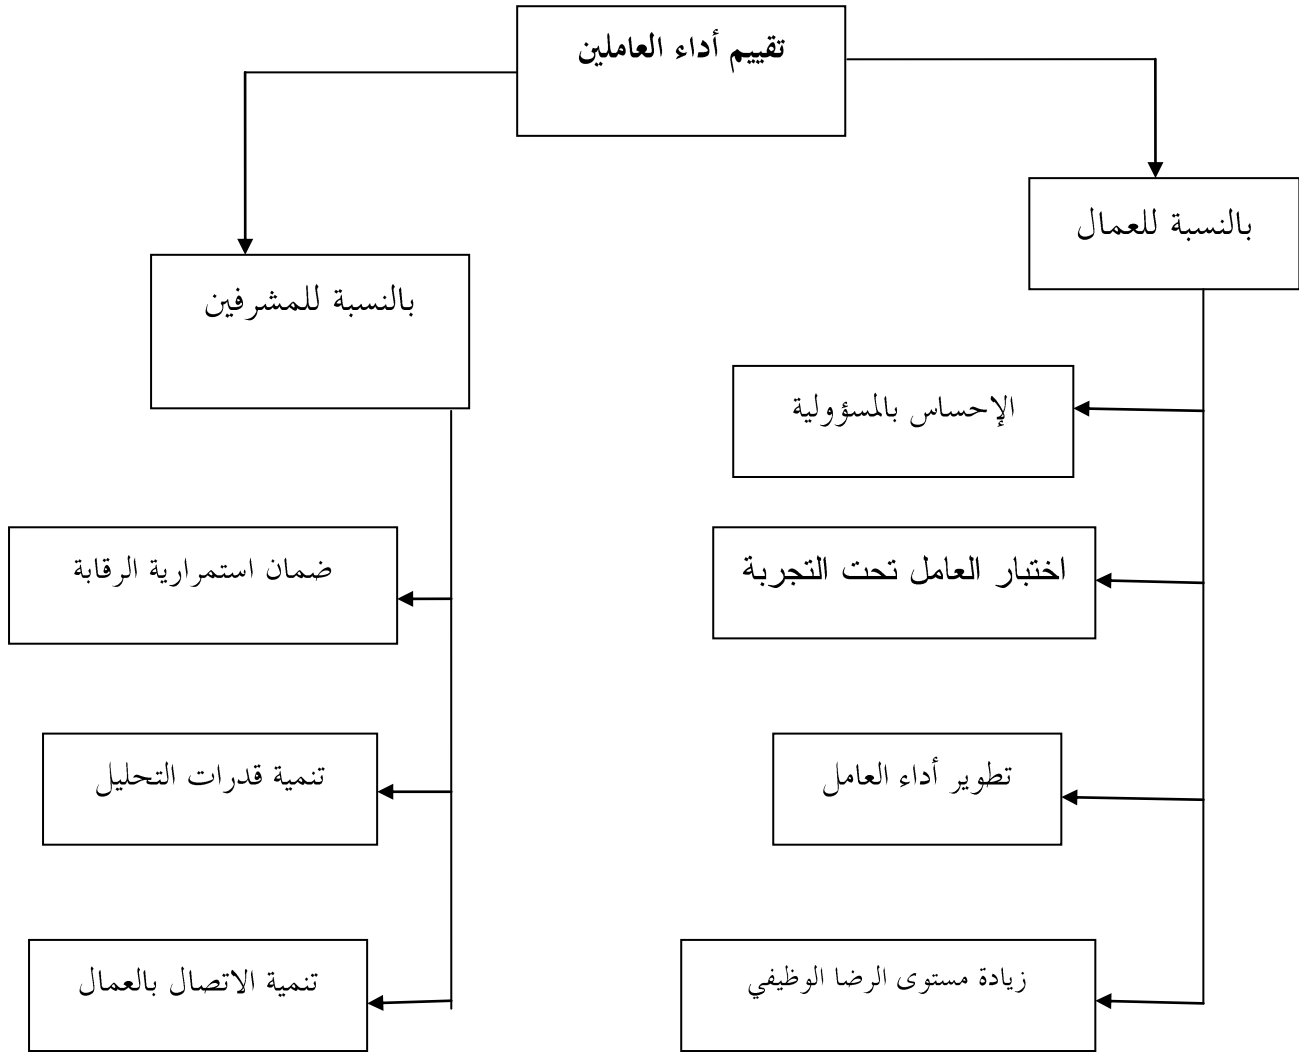 تقييم أداء العاملين
بالنسبة للعمال
الإحساس بالمسؤولية
اختبار العامل تحت التجربة
تطوير أداء العامل
زيادة مستوى الرضا الوظيفي
بالنسبة للمشرفين
ضمان استمرارية الرقابة
تنمية قدرات التحليل
تنمية الاتصال بالعمال